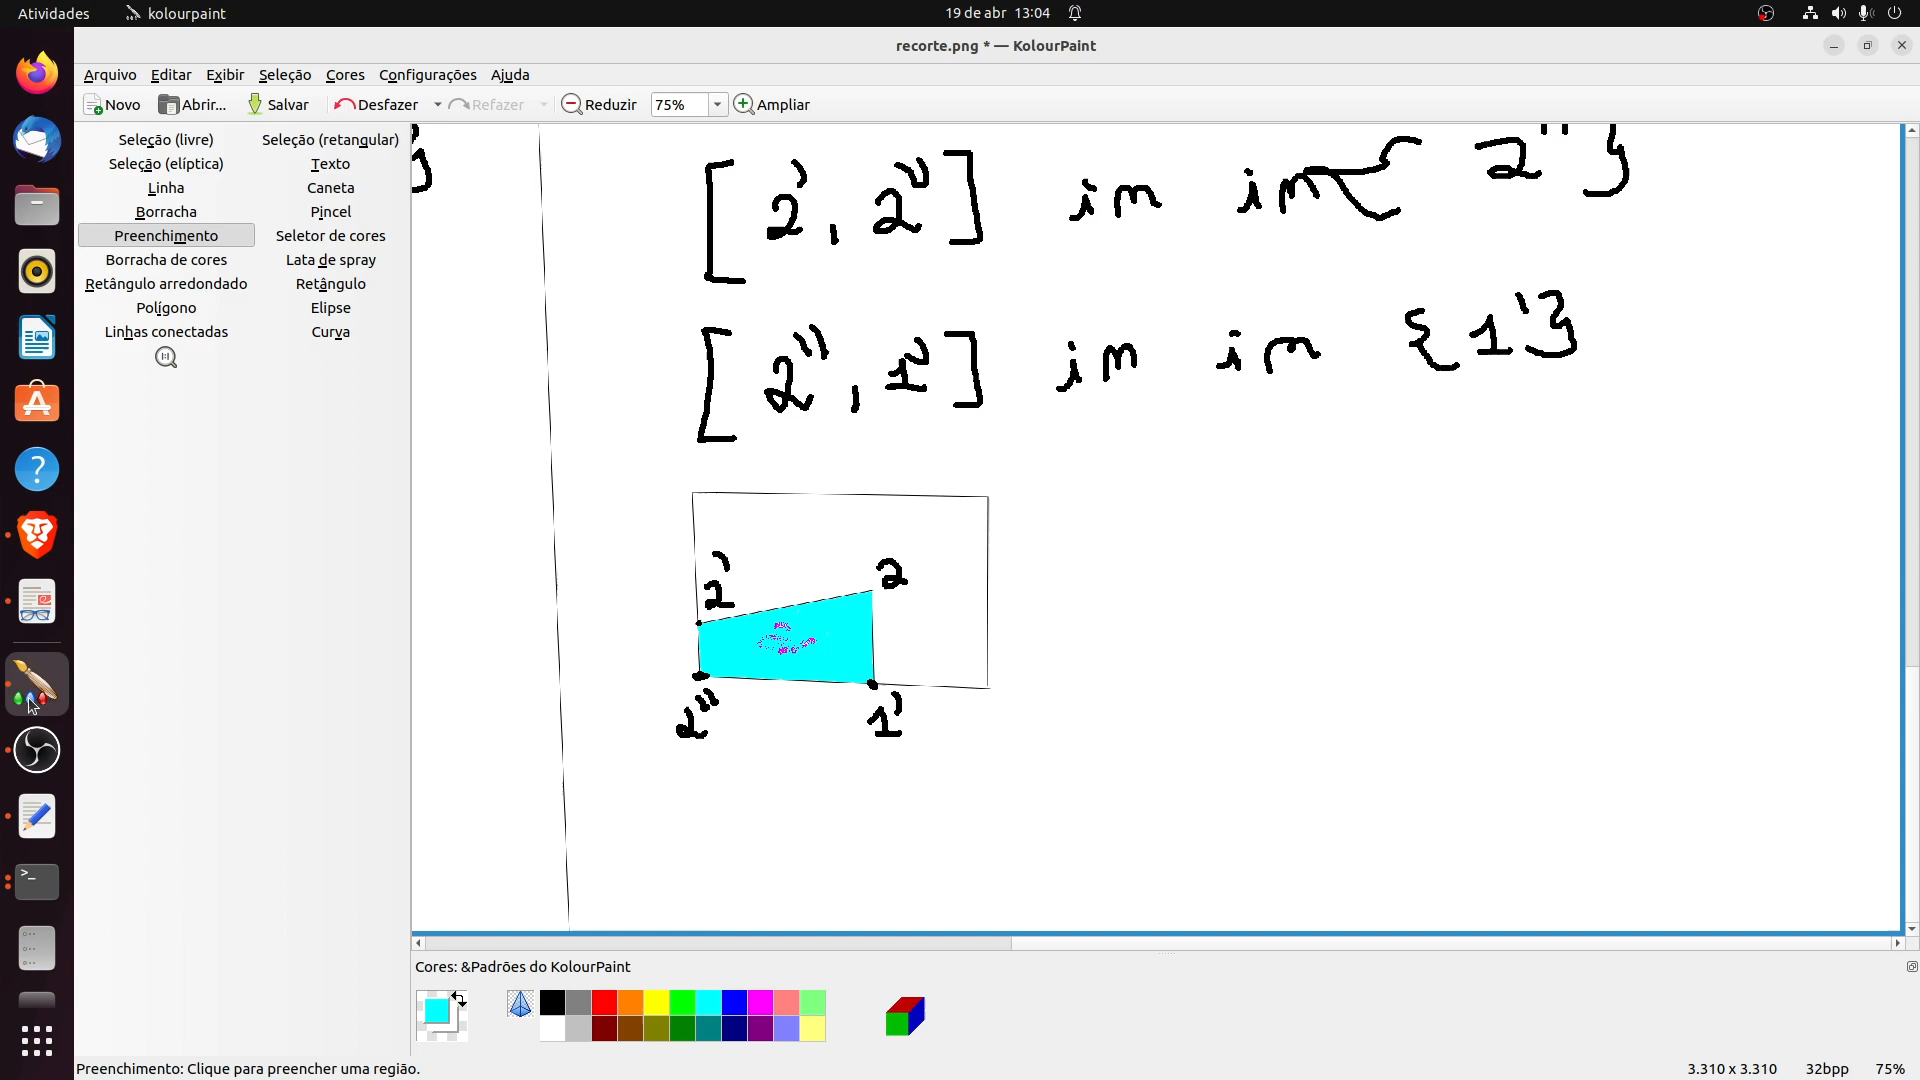 Atividades kolourpaint 19 de abr 13:04
recorte.png * — KolourPaint
Arquivo Editar Exibir Seleção Cores Configurações Ajuda
Novo Abrir... Salvar Desfazer Refazer Reduzir 75% Ampliar
Seleção (livre) Seleção (retangular)
Seleção (elíptica) Texto
Linha Caneta
Borracha Pincel
Preenchimento Seletor de cores
Borracha de cores Lata de spray
Retângulo arredondado Retângulo
Polígono Elipse
Linhas conectadas Curva
[2', 2''] in in 2''}
[2'', 1'] in in {1'}
2' 2
2'' 1'
Cores: &Padrões do KolourPaint
Preenchimento: Clique para preencher uma região. 3.310 x 3.310 32bpp 75%